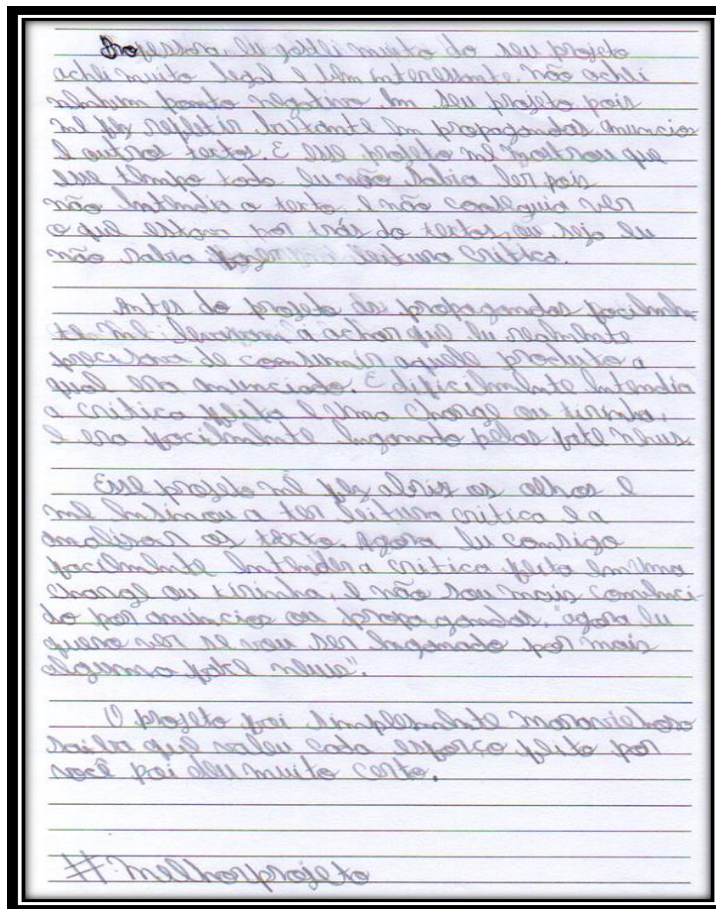 Professora, eu gostei muito do seu projeto
achei muito legal e bem interessante. não achei
nenhum ponto negativo em seu projeto pois
me fez refletir bastante em propagandas, anuncios
e outros textos. E esse projeto me mostrou que
esse tempo todo eu não sabia ler pois
não entendia o texto e não conseguia ver
o que estava por trás do textos, ou seja eu
não sabia fazer leitura critica.
Antes do projeto as propagandas facilmen-
te me levavam a achar que eu realmente
precisava de consumir aquele produto a
qual era anunciado. E dificilmente entendia
a critica feita e uma charge ou tirinha,
e era facilmente enganado pelas fake neus.
Esse projeto me fez abrir os olhos e
me ensinou a ter leitura critica e a
analisar os texto. Agora eu consigo
facilmente entender a critica feita em uma
charge ou tirinha, e não sou mais convenci-
do por anúncios ou propagandas, "agora eu
quero ver se vou ser enganado por mais
alguma fake neus".
O projeto foi simplesmente maravilhoso
saiba que valeu cada esforço feito por
você poi deu muito certo.
#melhorprojeto